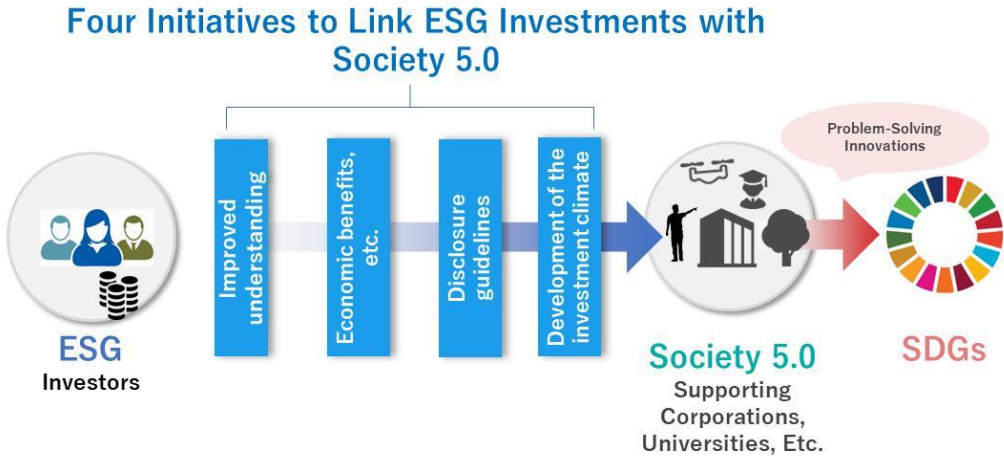 Four Initiatives to Link ESG Investments with
Society 5.0
Improved
understanding
Economic benefits,
etc.
Disclosure
guidelines
Development of the
investment climate
Problem-Solving
Innovations
ESG
Investors
Society 5.0
Supporting
Corporations,
Universities, Etc.
SDGs